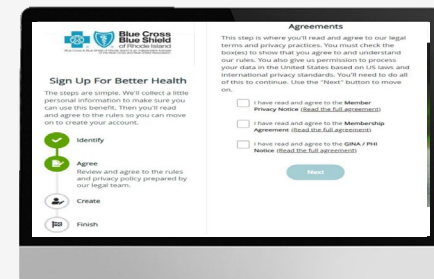 Blue Cross
Blue Shield
of Rhode Island
Sign Up For Better Health
The steps are simple. We'll collect a little
personal information to make sure you
can use this benefit. Then you'll read
and agree to the rules so you can move
on to create your account.
Identify
Agree
Review and agree to the rules
and privacy policy prepared by
our legal team.
Create
Finish
Agreements
This step is where you'll read and agree to our legal
terms and privacy practices. You must check the
box(es) to show that you agree to and understand
our rules. You also give us permission to process
your data in the United States based on US laws and
international privacy standards. You'll need to do all
of this to continue. Use the "Next" button to move
on.
I have read and agree to the Member
Privacy Notice (Read the full agreement)
I have read and agree to the Membership
Agreement (Read the full agreement)
I have read and agree to the GINA / PHI
Notice (Read the full agreement)
Next